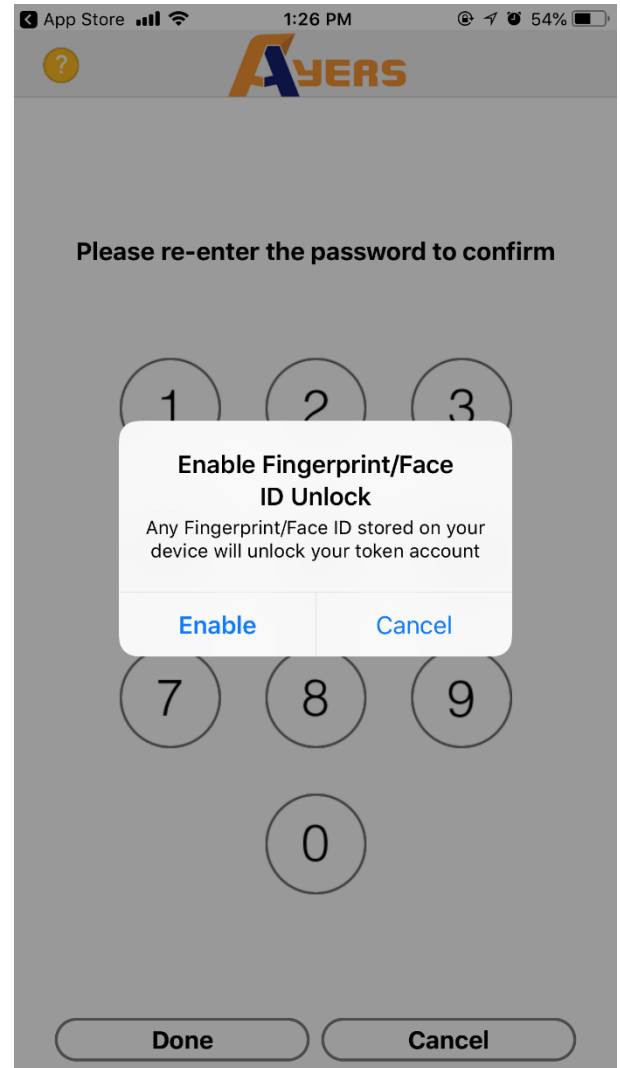 App Store 1:26 PM 54%
?
AYERS
Please re-enter the password to confirm
1 2 3
Enable Fingerprint/Face
ID Unlock
Any Fingerprint/Face ID stored on your
device will unlock your token account
Enable Cancel
7 8 9
0
Done Cancel